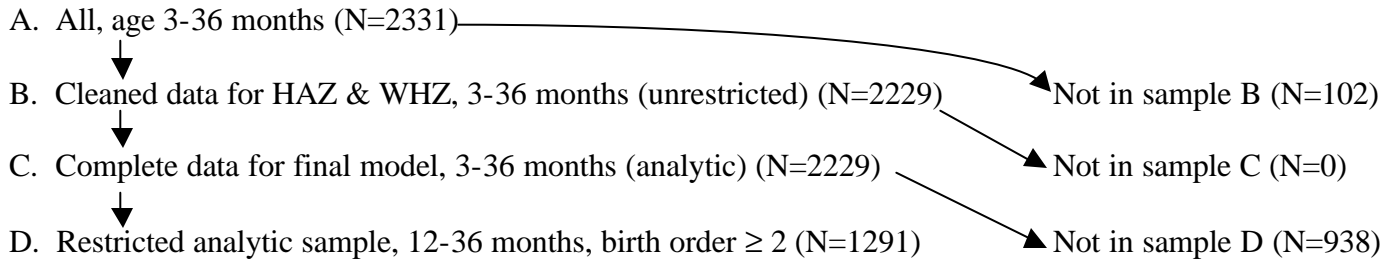 A. All, age 3-36 months (N=2331)
B. Cleaned data for HAZ & WHZ, 3-36 months (unrestricted) (N=2229) Not in sample B (N=102)
C. Complete data for final model, 3-36 months (analytic) (N=2229) Not in sample C (N=0)
D. Restricted analytic sample, 12-36 months, birth order ≥ 2 (N=1291) Not in sample D (N=938)